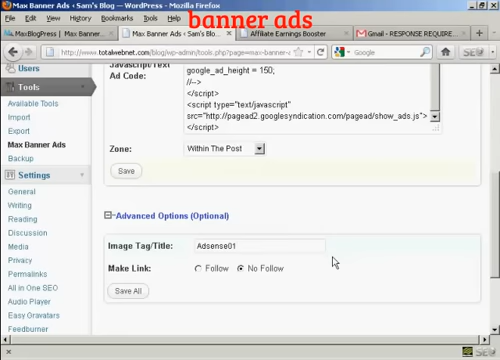 Max Banner Ads ‹ Sam's Blog — WordPress — Mozilla Firefox
banner ads
File Edit View History Bookmarks Tools Help
MaxBlogPress
Max Banner Ads ‹ Sam's Blog — W...
Affiliate Earnings Booster
Gmail - RESPONSE REQUIRE...
www.totalwebnet.com/blog/wp-admin/tools.php?page=max-banner-a
Google
Users
Tools
Available Tools
Import
Export
Max Banner Ads
Backup
Settings
General
Writing
Reading
Discussion
Media
Privacy
Permalinks
All in One SEO
Audio Player
Easy Gravatars
Feedburner
Javascript/Text
Ad Code:
google_ad_height = 150;
//-->
</script>
<script type="text/javascript"
src="http://pagead2.googlesyndication.com/pagead/show_ads.js">
</script>
Zone:
Within The Post
Save
Advanced Options (Optional)
Image Tag/Title:
Adsense01
Make Link:
Follow
No Follow
Save All